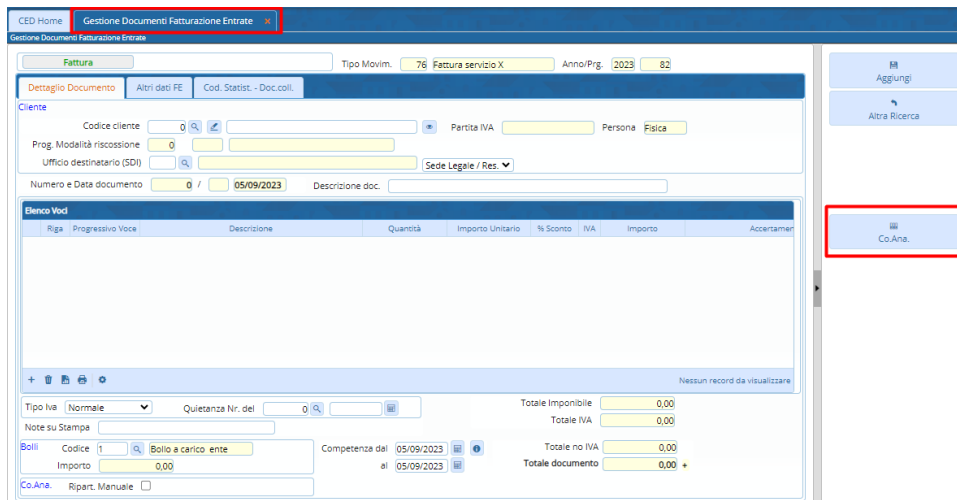 CED Home Gestione Documenti Fatturazione Entrate ×
Gestione Documenti Fatturazione Entrate
Fattura Tipo Movim. 76 Fattura servizio X Anno/Prg. 2023 82
Dettaglio Documento Altri dati FE Cod. Statist. - Doc.coll.
Cliente
Codice cliente 0 Partita IVA Persona Fisica
Prog. Modalità riscossione 0
Ufficio destinatario (SDI) Sede Legale / Res.
Numero e Data documento 0 / 05/09/2023 Descrizione doc.
Elenco Voci
Riga Progressivo Voce Descrizione Quantità Importo Unitario % Sconto IVA Importo Accertamen
Nessun record da visualizzare
Tipo Iva Normale Quietanza Nr. del 0 Totale Imponibile 0,00
Totale IVA 0,00
Note su Stampa
Bolli Codice 1 Bollo a carico ente Competenza dal 05/09/2023 Totale no IVA 0,00
Importo 0,00 al 05/09/2023 Totale documento 0,00 +
Co.Ana. Ripart. Manuale
Aggiungi
Altra Ricerca
Co.Ana.